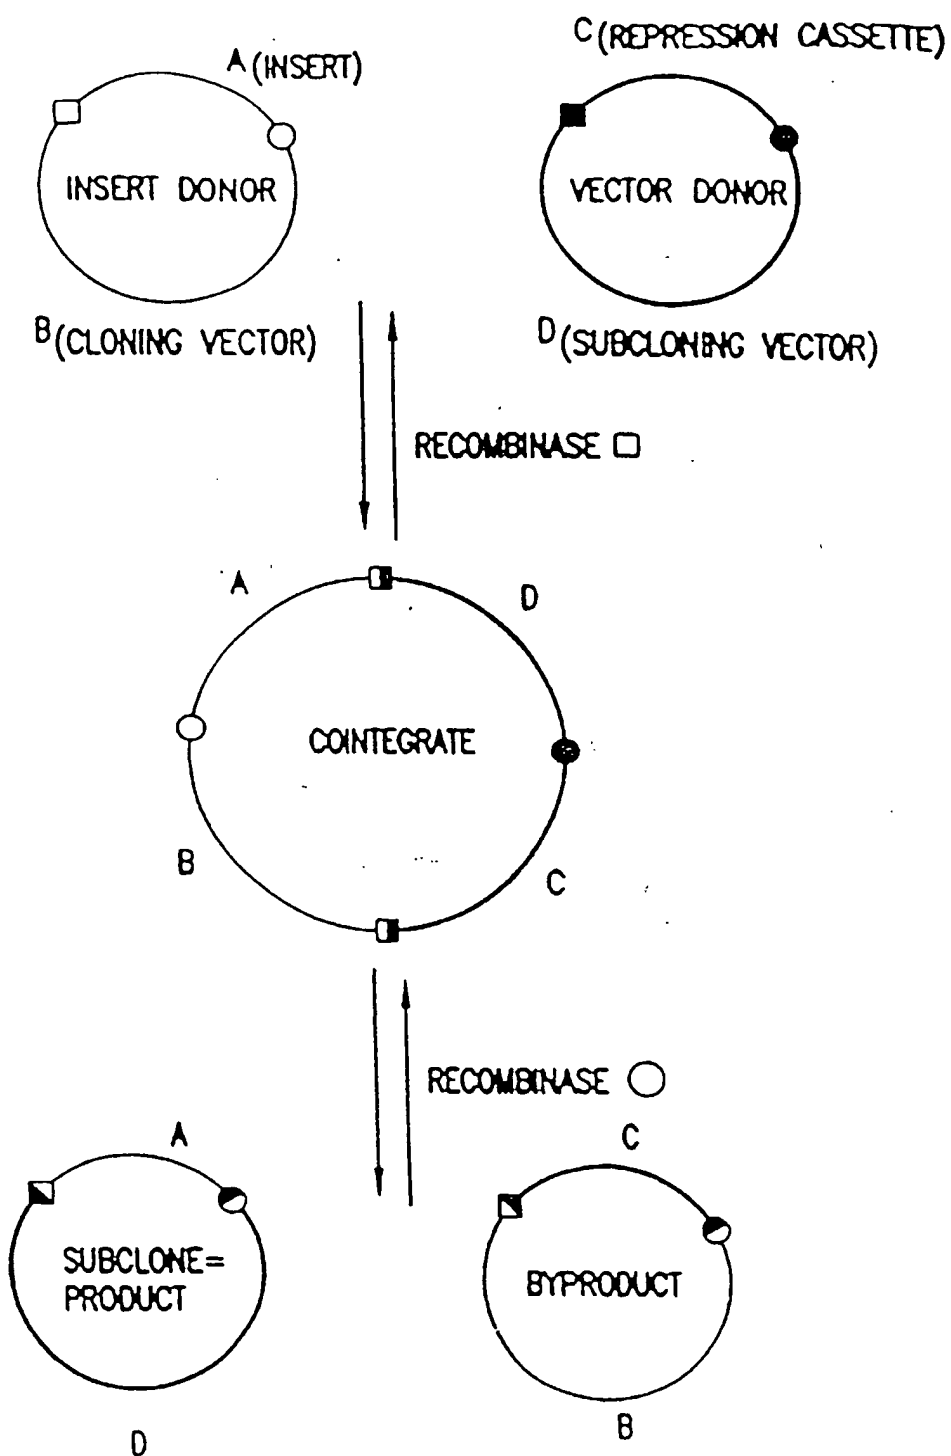 A (INSERT)
C (REPRESSION CASSETTE)
INSERT DONOR
VECTOR DONOR
B (CLONING VECTOR)
D (SUBCLONING VECTOR)
RECOMBINASE
A
D
COINTEGRATE
B
C
RECOMBINASE
A
C
SUBCLONE=
PRODUCT
BYPRODUCT
D
B